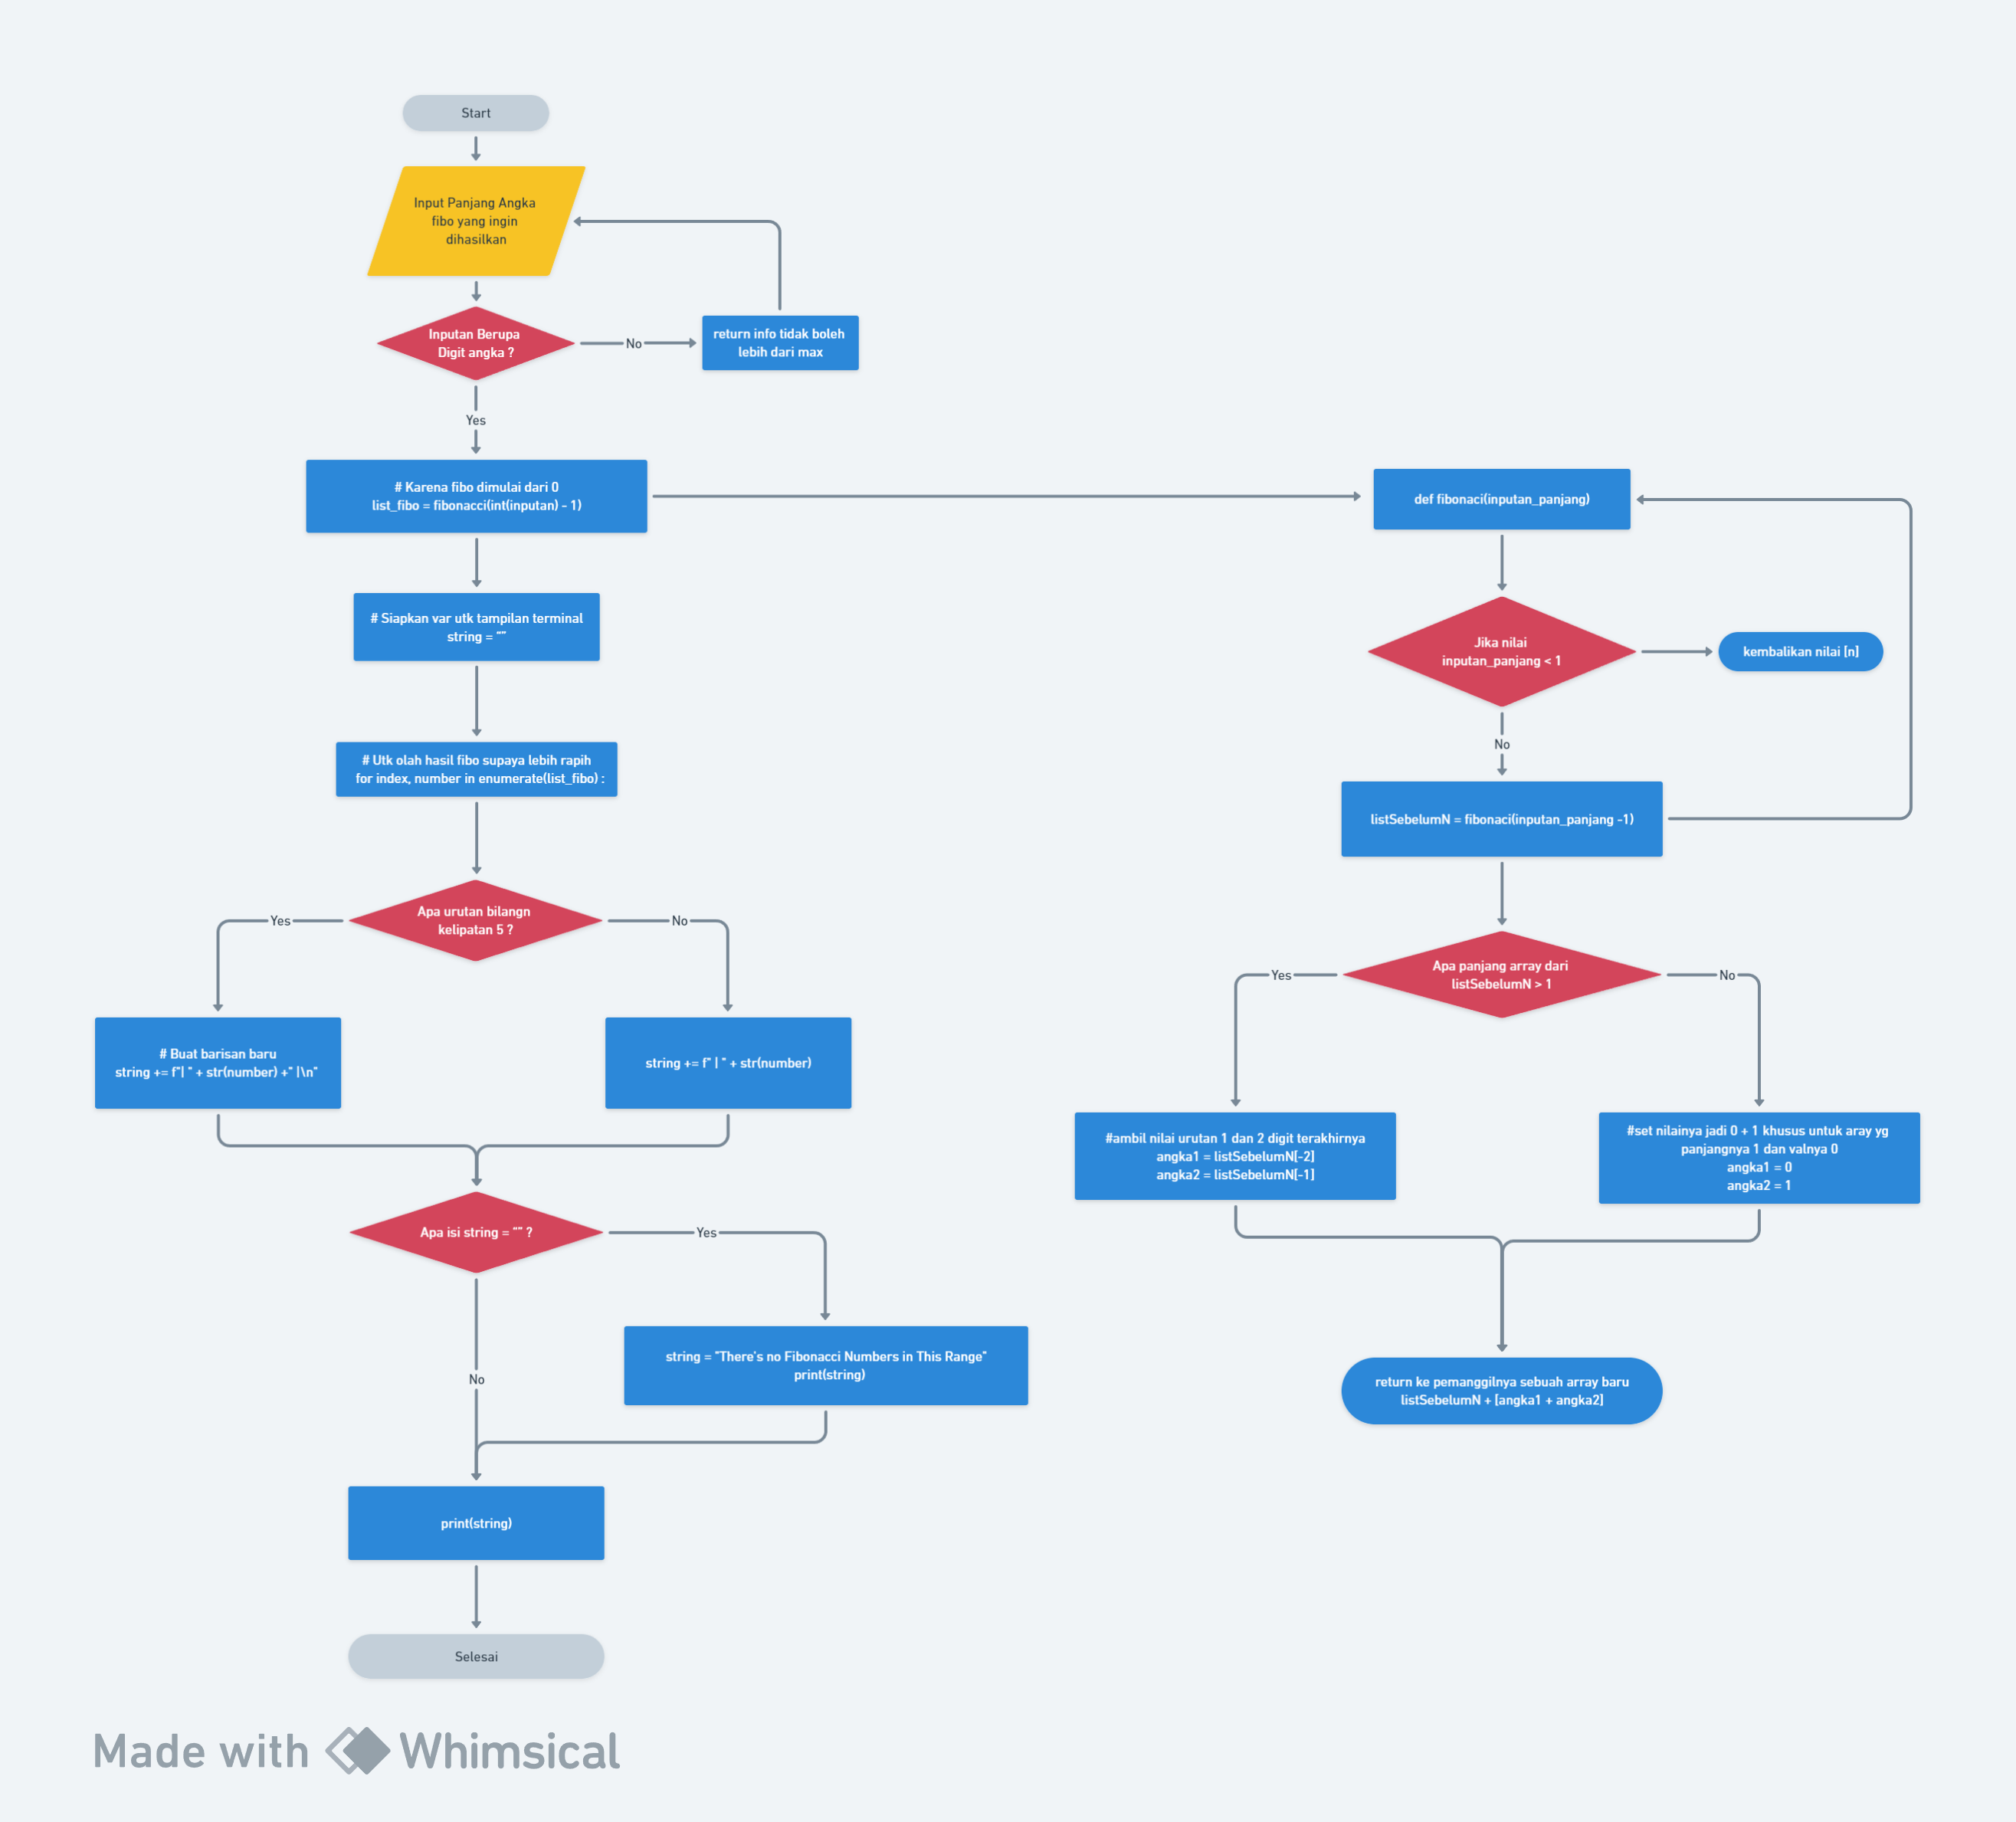 Start
Input Panjang Angka
fibo yang ingin
dihasilkan
Inputan Berupa
Digit angka ?
No
return info tidak boleh
lebih dari max
Yes
# Karena fibo dimulai dari 0
list_fibo = fibonacci(int(inputan) - 1)
# Siapkan var utk tampilan terminal
string = “”
# Utk olah hasil fibo supaya lebih rapih
for index, number in enumerate(list_fibo) :
Apa urutan bilangn
kelipatan 5 ?
Yes
No
# Buat barisan baru
string += f"| " + str(number) +" |\n"
string += f" | " + str(number)
Apa isi string = “” ?
Yes
string = "There's no Fibonacci Numbers in This Range"
print(string)
No
print(string)
Selesai
def fibonaci(inputan_panjang)
Jika nilai
inputan_panjang < 1
kembalikan nilai [n]
No
listSebelumN = fibonaci(inputan_panjang -1)
Apa panjang array dari
listSebelumN > 1
Yes
No
#ambil nilai urutan 1 dan 2 digit terakhirnya
angka1 = listSebelumN[-2]
angka2 = listSebelumN[-1]
#set nilainya jadi 0 + 1 khusus untuk aray yg
panjangnya 1 dan valnya 0
angka1 = 0
angka2 = 1
return ke pemanggilnya sebuah array baru
listSebelumN + [angka1 + angka2]
Made with Whimsical